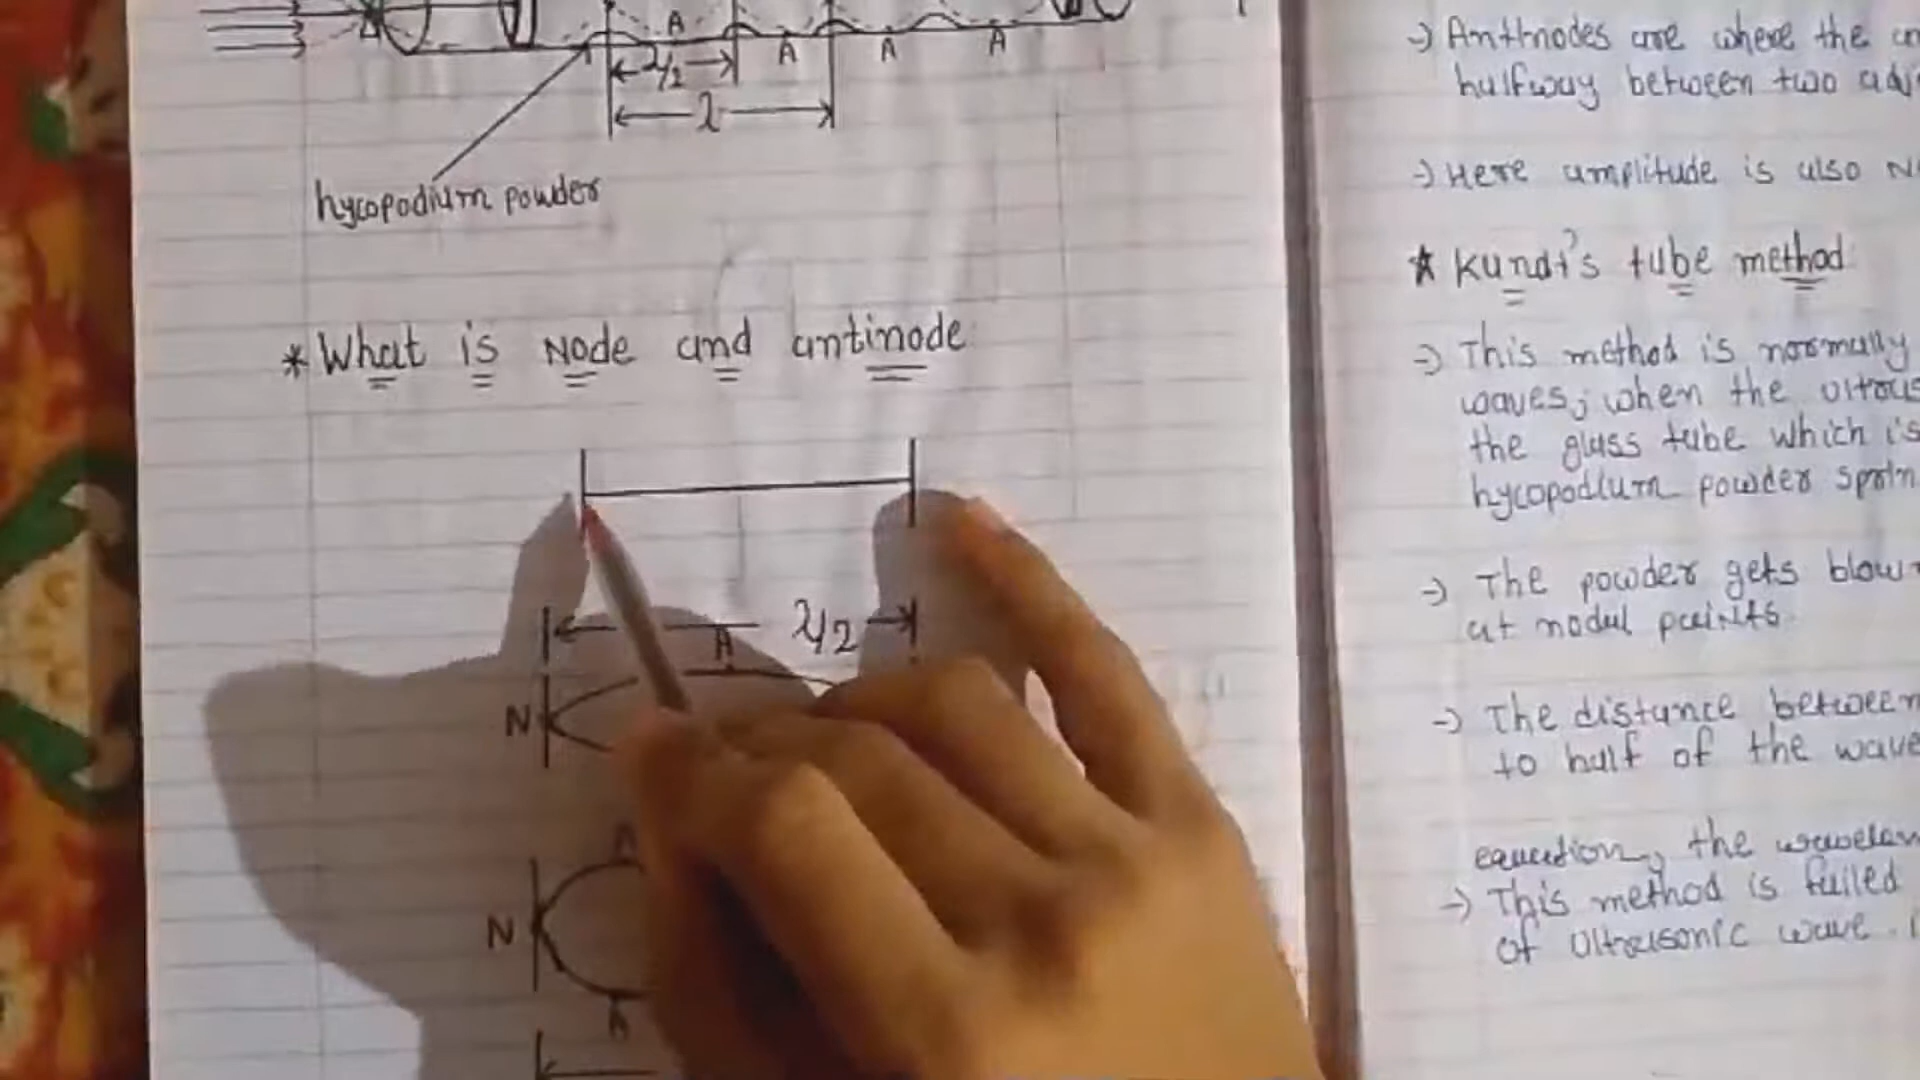 A
A
A
A
λ/2
λ
hycopodium powder
* What is Node and antinode
λ/2
A
N
N
A
-> Antinodes are where the
halfway between two
-> Here amplitude is also
* Kundt's tube method
-> This method is normally
waves, when the
the glass tube which is
hycopodium powder
-> The powder gets
at nodul points.
-> The distance between
to half of the
equation, the
-> This method is failed
of ultrasonic wave.